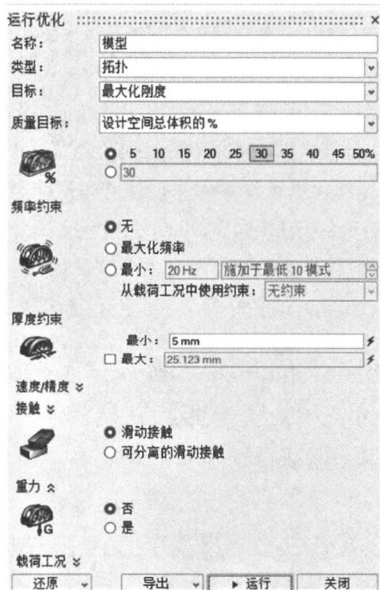 运行优化
名称： 模型
类型： 拓扑
目标： 最大化刚度
质量目标： 设计空间总体积的 %
5 10 15 20 25 30 35 40 45 50%
%
30
频率约束
无
最大化频率
最小： 20 Hz 施加于最低 10 模式
从载荷工况中使用约束： 无约束
厚度约束
最小： 5 mm
最大： 25.123 mm
速度/精度
接触
滑动接触
可分离的滑动接触
重力
否
G
是
载荷工况
还原 导出 运行 关闭